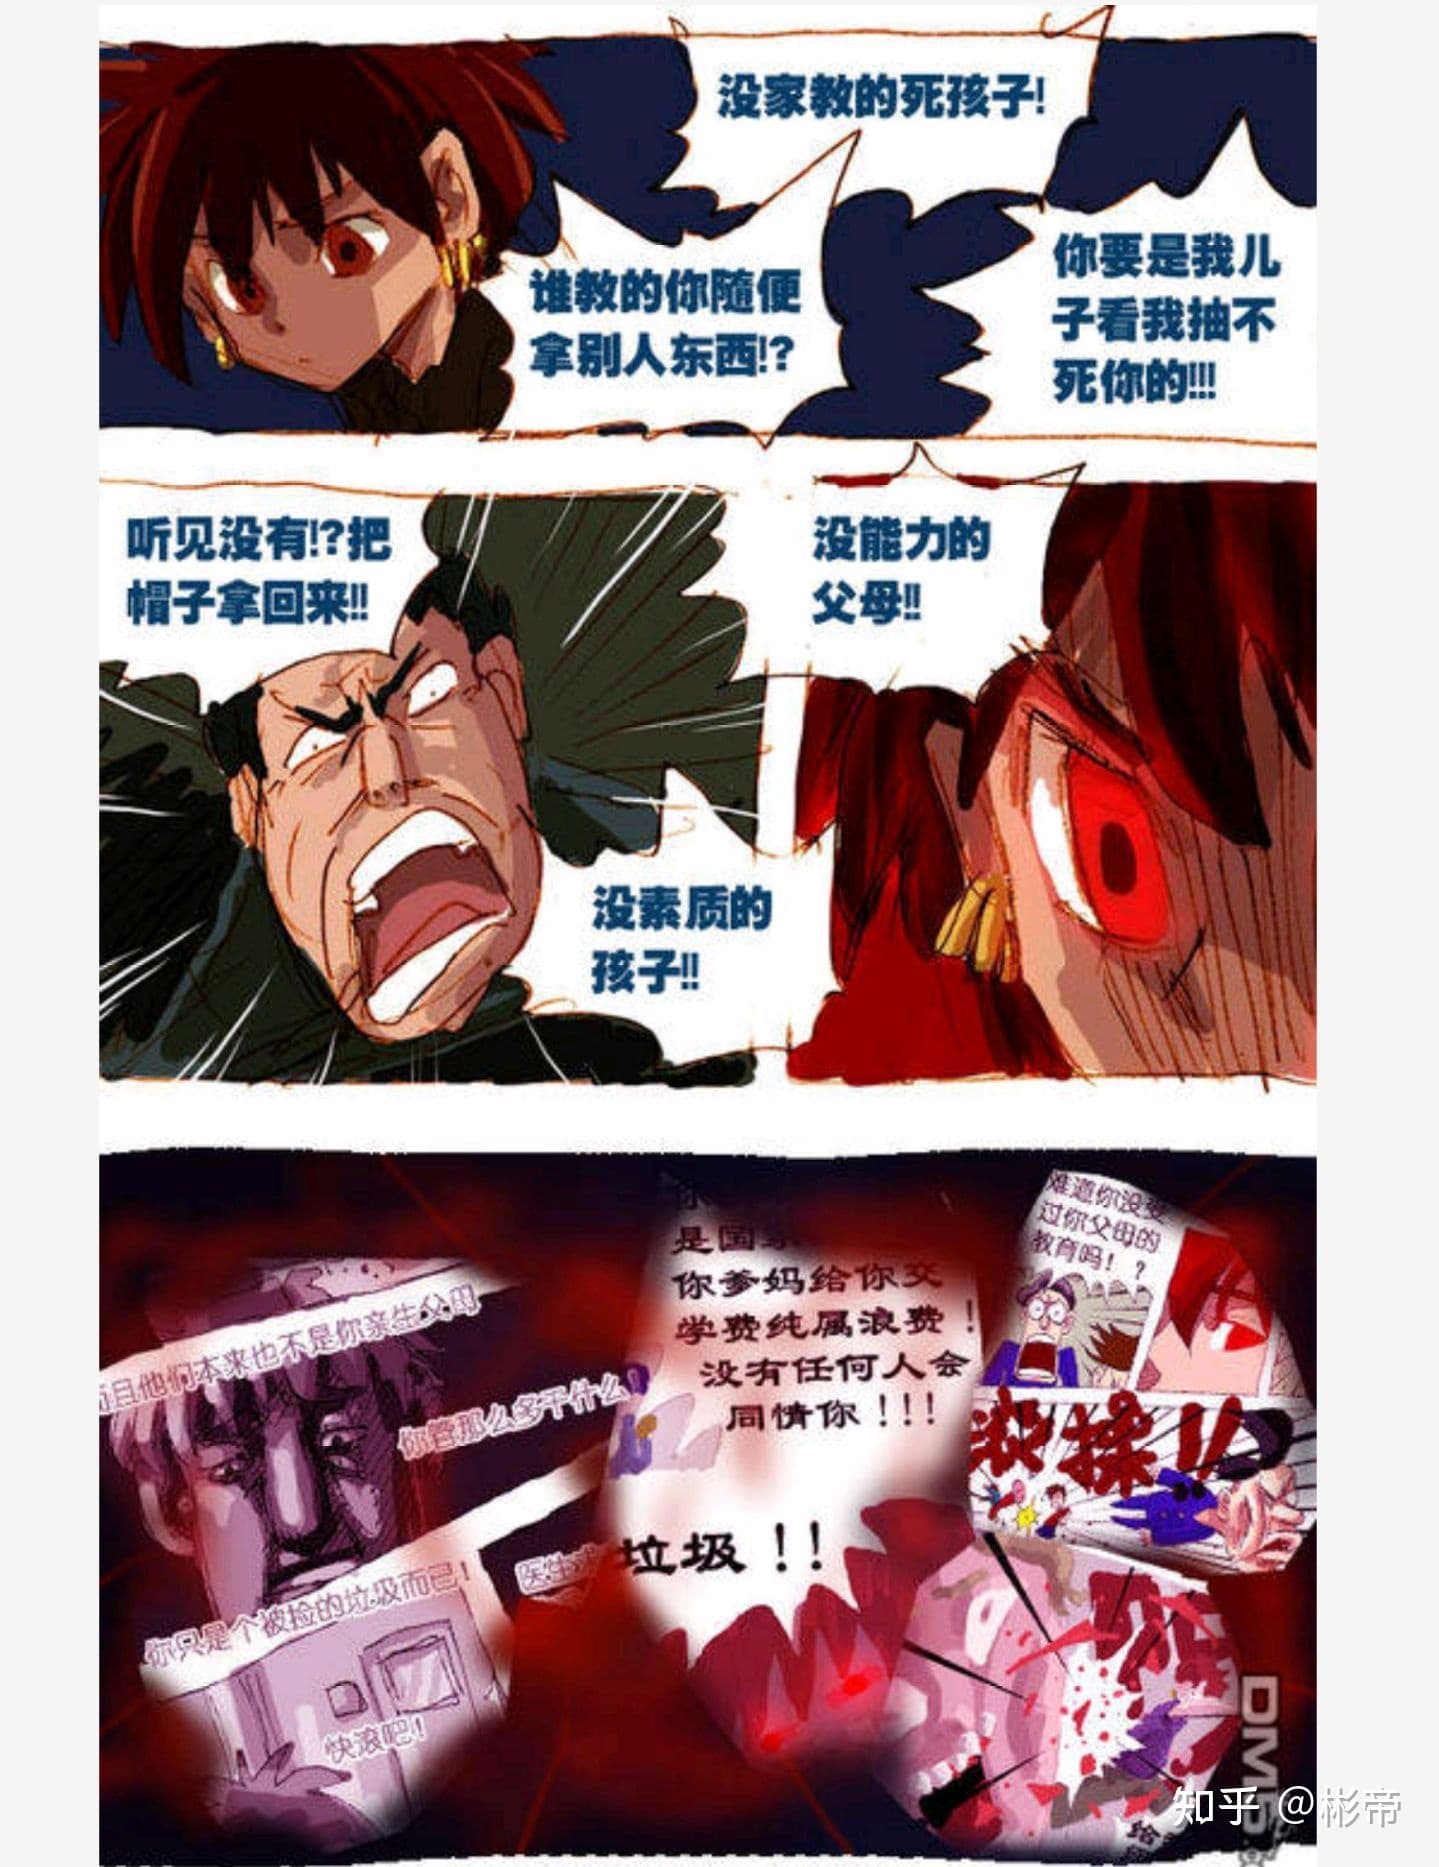 没家教的死孩子!
谁教的你随便
拿别人东西!?
你要是我儿
子看我抽不
死你的!!!
听见没有!?把
帽子拿回来!!
没能力的
父母!!
没素质的
孩子!!
而且他们本来也不是你亲生父母
你管那么多干什么!
你只是个被捡的垃圾而已!
快滚吧!
医生
是国家
你爹妈给你交
学费纯属浪费!
没有任何人会
同情你!!!
垃圾!!
难道你没受
过你父母的
教育吗!?
给
DM
知乎 @彬帝